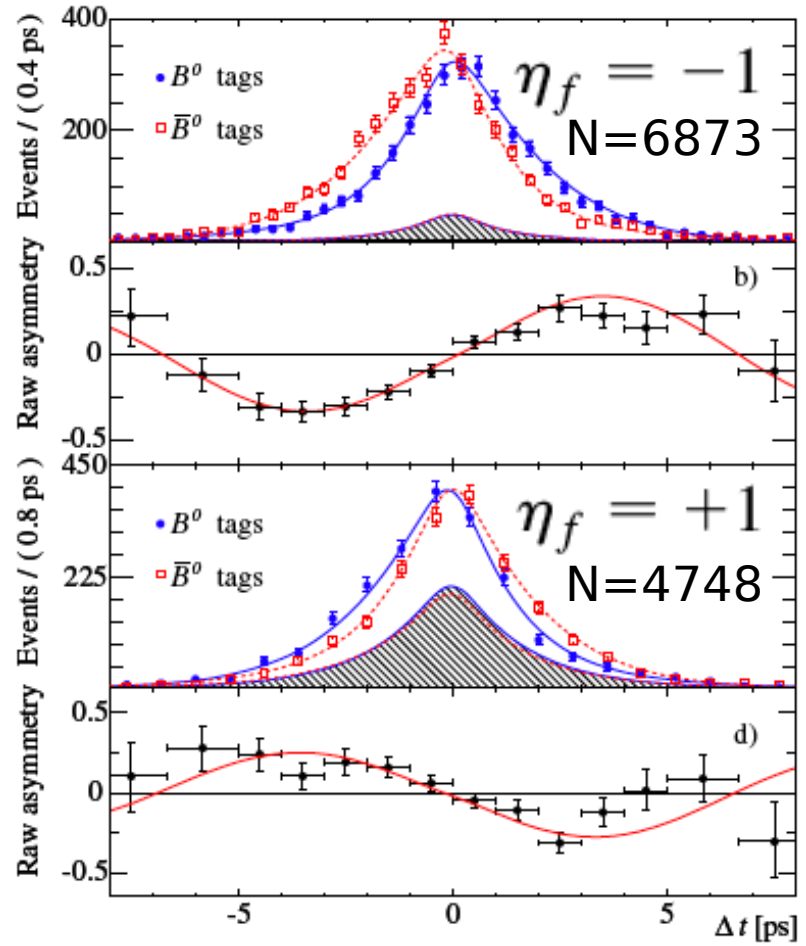 400
200
Events / ( 0.4 ps )
B⁰ tags
B̅⁰ tags
η_f = −1
N=6873
0.5
0
-0.5
Raw asymmetry
b)
450
225
Events / ( 0.8 ps )
B⁰ tags
B̅⁰ tags
η_f = +1
N=4748
0.5
0
-0.5
Raw asymmetry
d)
-5
0
5
Δt [ps]